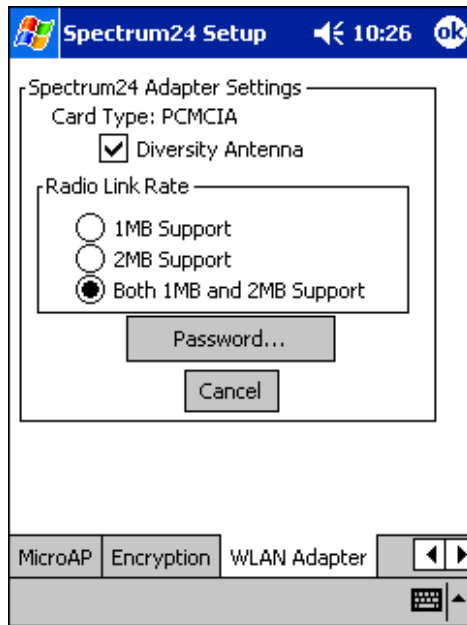 Spectrum24 Setup 10:26 ok
Spectrum24 Adapter Settings
Card Type: PCMCIA
Diversity Antenna
Radio Link Rate
1MB Support
2MB Support
Both 1MB and 2MB Support
Password...
Cancel
MicroAP Encryption WLAN Adapter